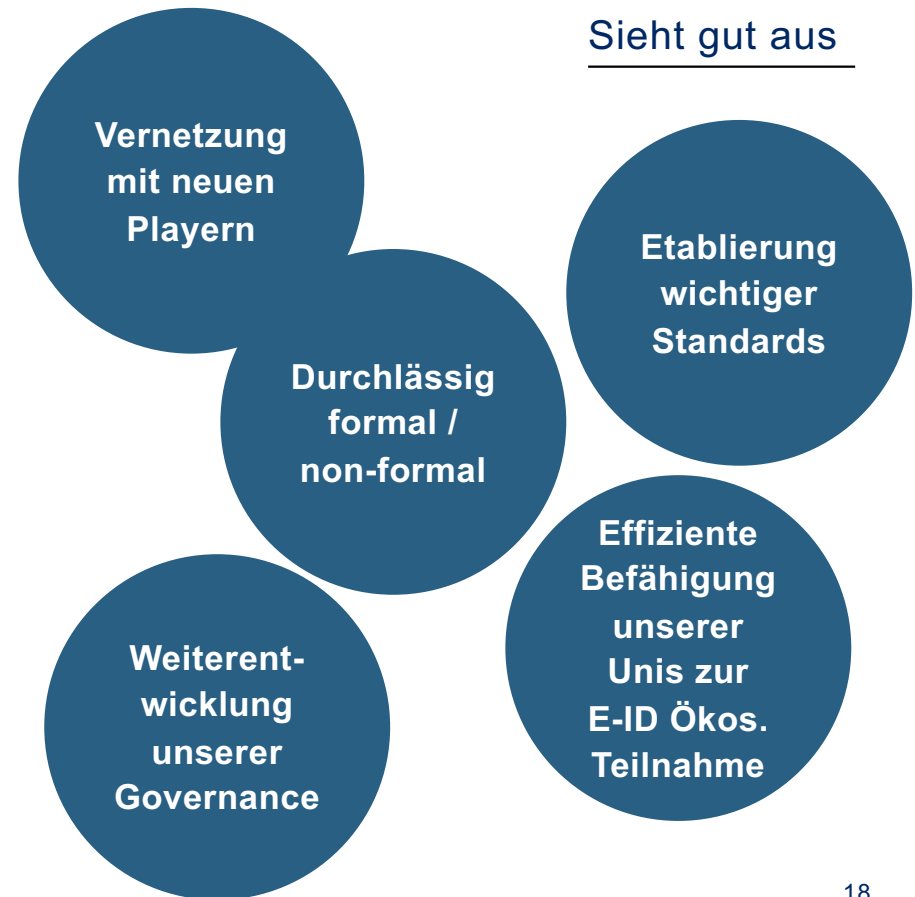 Sieht gut aus
Vernetzung
mit neuen
Playern
Etablierung
wichtiger
Standards
Durchlässig
formal /
non-formal
Effiziente
Befähigung
unserer
Unis zur
E-ID Ökos.
Teilnahme
Weiterent-
wicklung
unserer
Governance
18